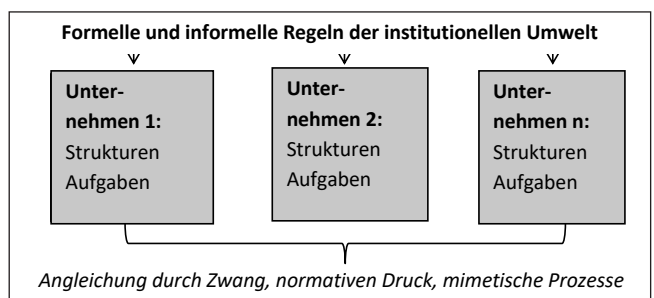 Formelle und informelle Regeln der institutionellen Umwelt
Unter-
nehmen 1:
Strukturen
Aufgaben
Unter-
nehmen 2:
Strukturen
Aufgaben
Unter-
nehmen n:
Strukturen
Aufgaben
Angleichung durch Zwang, normativen Druck, mimetische Prozesse